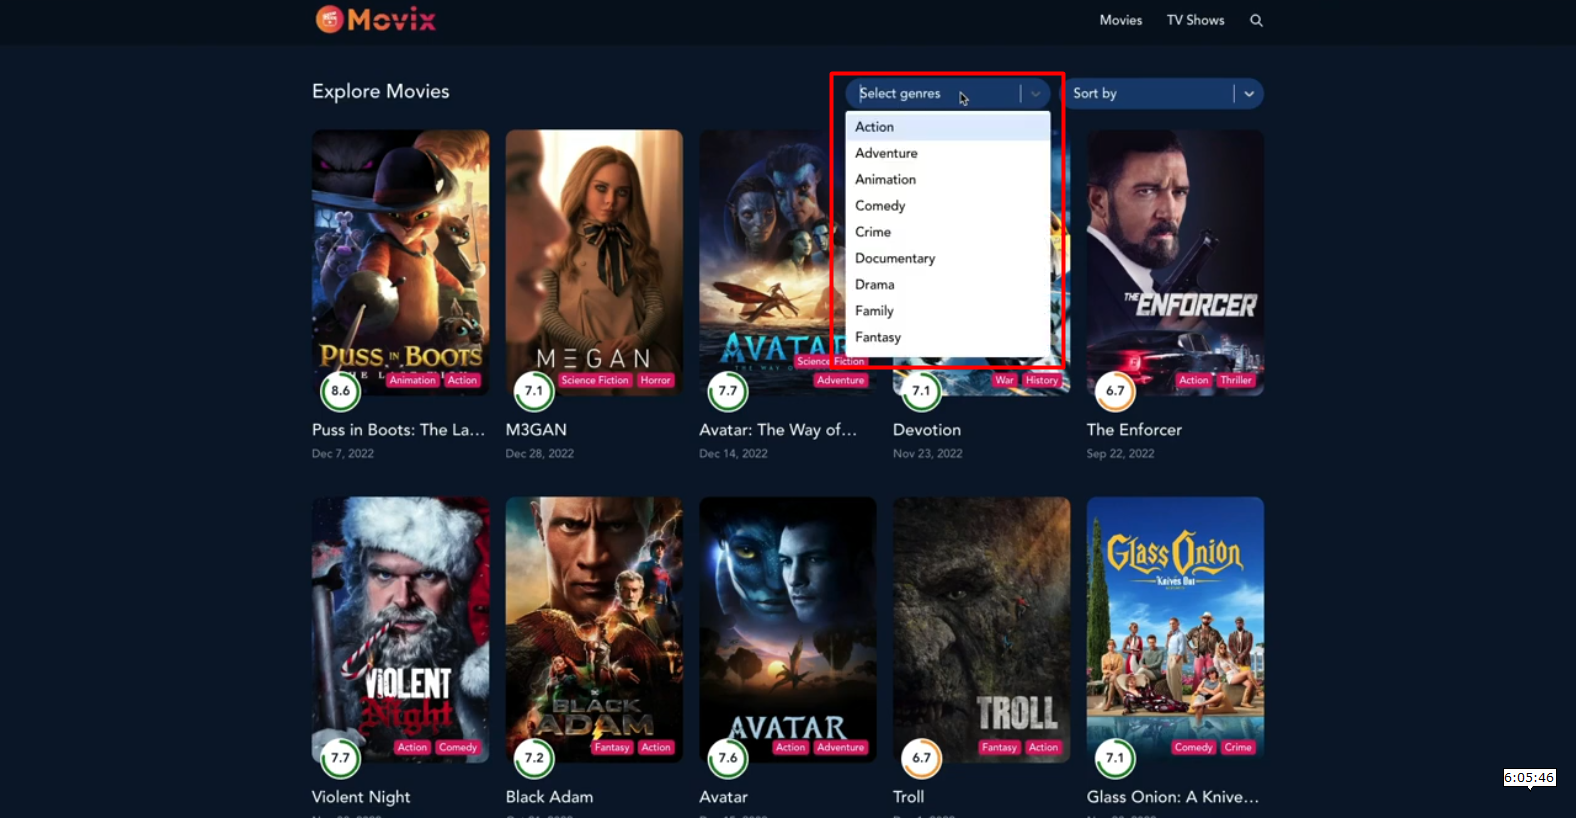 Movix
Movies TV Shows
Explore Movies
Select genres
Sort by
Action
Adventure
Animation
Comedy
Crime
Documentary
Drama
Family
Fantasy
PUSS IN BOOTS
THE LAST WISH
Animation Action
8.6
Puss in Boots: The La...
Dec 7, 2022
M3GAN
Science Fiction Horror
7.1
M3GAN
Dec 28, 2022
AVATAR
Science Fiction
Adventure
7.7
Avatar: The Way of...
Dec 14, 2022
War History
7.1
Devotion
Nov 23, 2022
THE ENFORCER
Action Thriller
6.7
The Enforcer
Sep 22, 2022
VIOLENT
Night
Action Comedy
7.7
Violent Night
DC
BLACK
ADAM
Fantasy Action
7.2
Black Adam
AVATAR
Action Adventure
7.6
Avatar
TROLL
Fantasy Action
6.7
Troll
Glass Onion
Knives Out
Comedy Crime
7.1
Glass Onion: A Knive...
6:05:46